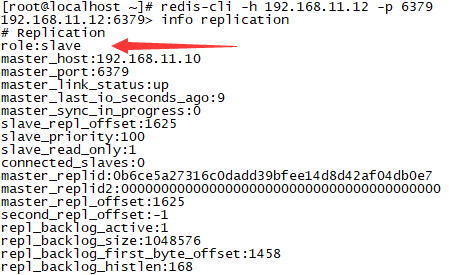 [root@localhost ~]# redis-cli -h 192.168.11.12 -p 6379
192.168.11.12:6379> info replication
# Replication
role:slave
master_host:192.168.11.10
master_port:6379
master_link_status:up
master_last_io_seconds_ago:9
master_sync_in_progress:0
slave_repl_offset:1625
slave_priority:100
slave_read_only:1
connected_slaves:0
master_replid:0b6ce5a27316c0dadd39bfee14d8d42af04db0e7
master_replid2:0000000000000000000000000000000000000000
master_repl_offset:1625
second_repl_offset:-1
repl_backlog_active:1
repl_backlog_size:1048576
repl_backlog_first_byte_offset:1458
repl_backlog_histlen:168